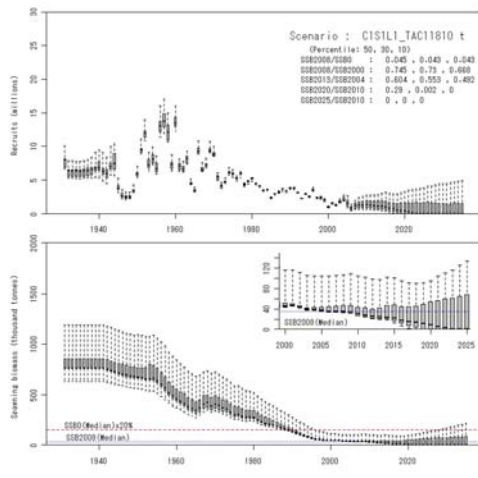 30
25
20
15
10
5
0
Recruits (millions)
Scenario : C1S1L1_TAC11810 t
(Percentile: 50, 30, 10)
SSB2008/SSB0 : 0.045 , 0.043 , 0.043
SSB2008/SSB2000 : 0.745 , 0.73 , 0.668
SSB2013/SSB2004 : 0.604 , 0.553 , 0.492
SSB2020/SSB2010 : 0.29 , 0.002 , 0
SSB2025/SSB2010 : 0 , 0 , 0
1940 1960 1980 2000 2020
2000
1500
1000
500
0
Spawning biomass (thousand tonnes)
120
80
40
0
SSB2008(Median)
2000 2005 2010 2015 2020 2025
SSB0(Median)x20%
SSB2008(Median)
1940 1960 1980 2000 2020